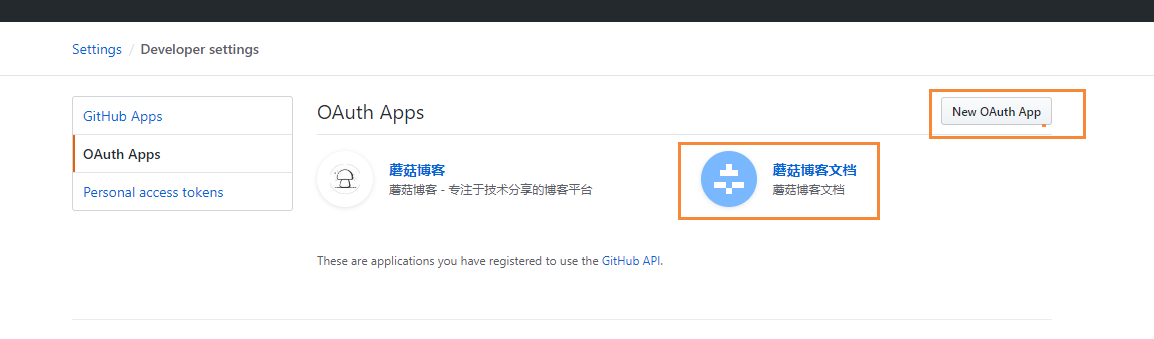 Settings / Developer settings
GitHub Apps
OAuth Apps
Personal access tokens
OAuth Apps
New OAuth App
蘑菇博客
蘑菇博客 - 专注于技术分享的博客平台
蘑菇博客文档
蘑菇博客文档
These are applications you have registered to use the GitHub API.